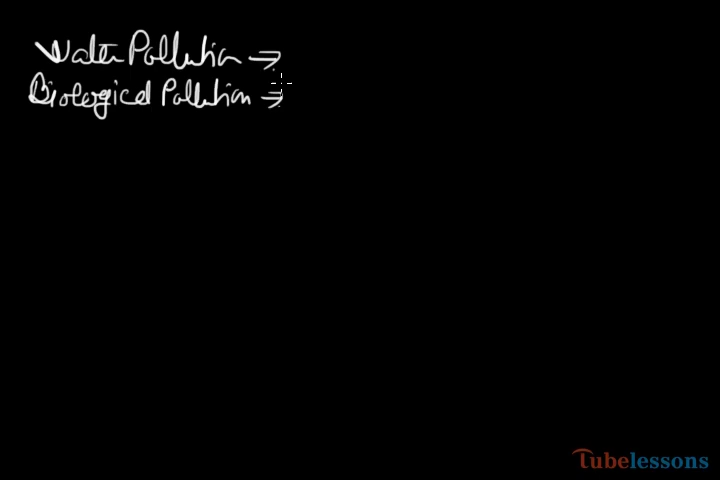 Water Pollution →
Biological Pollution →
Tubelessons